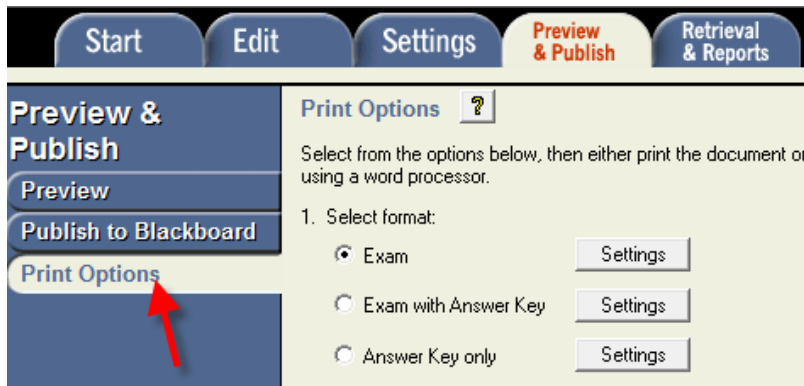 Start
Edit
Settings
Preview
& Publish
Retrieval
& Reports
Preview &
Publish
Preview
Publish to Blackboard
Print Options
Print Options ?
Select from the options below, then either print the document or
using a word processor.
1. Select format:
Exam Settings
Exam with Answer Key Settings
Answer Key only Settings